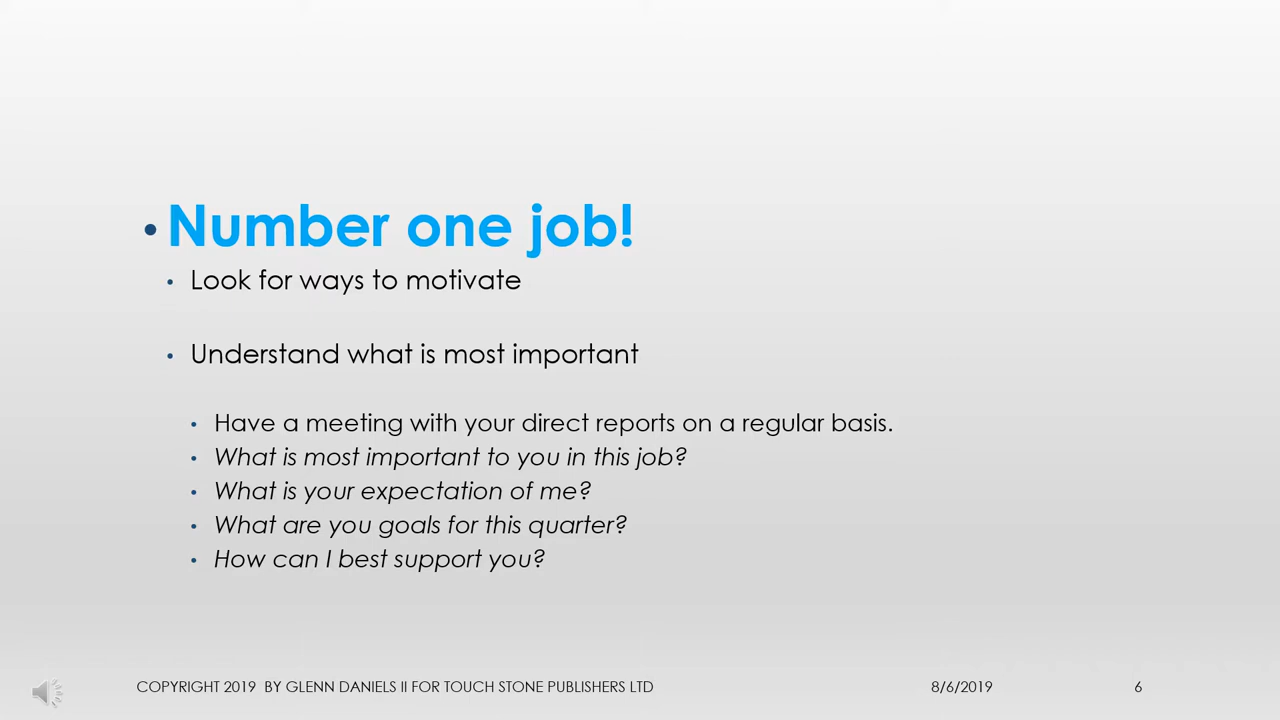 • Number one job!
• Look for ways to motivate
• Understand what is most important
• Have a meeting with your direct reports on a regular basis.
• What is most important to you in this job?
• What is your expectation of me?
• What are you goals for this quarter?
• How can I best support you?
COPYRIGHT 2019 BY GLENN DANIELS II FOR TOUCH STONE PUBLISHERS LTD 8/6/2019 6